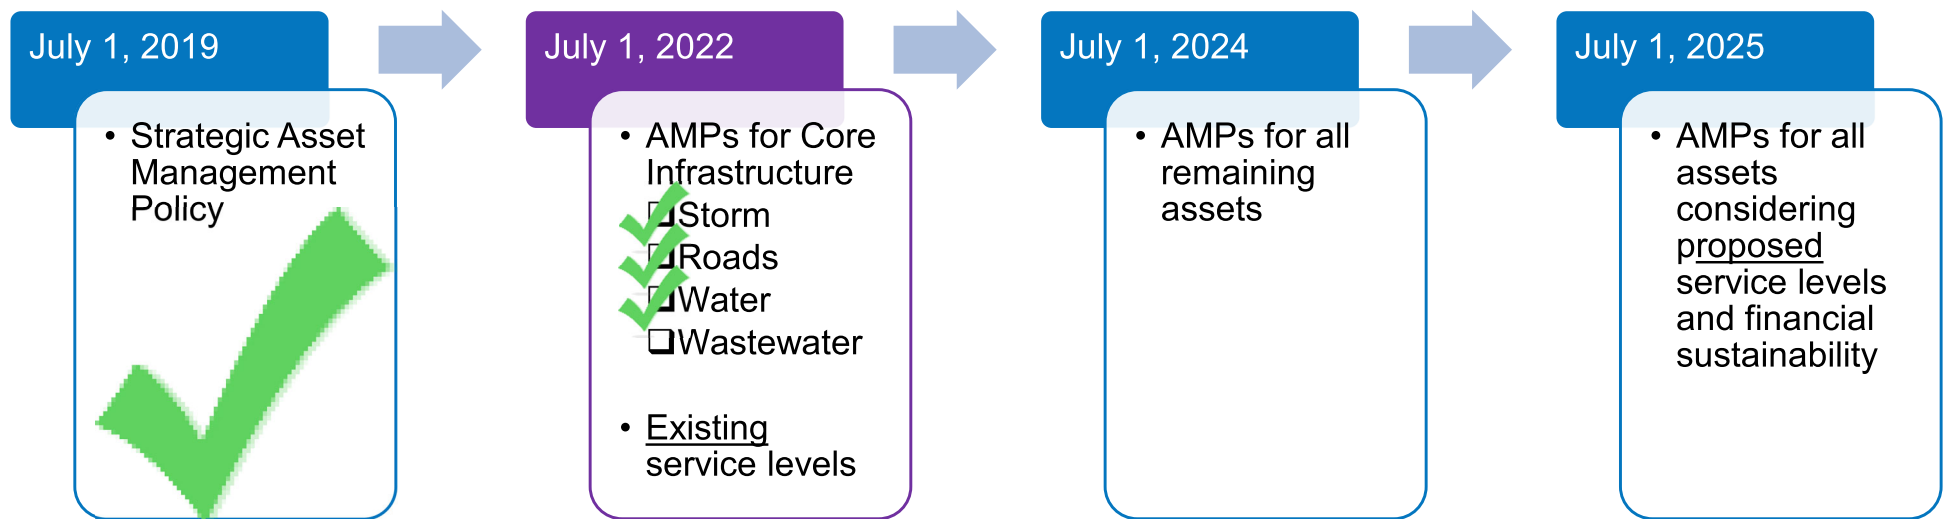 July 1, 2019
• Strategic Asset
Management
Policy
July 1, 2022
• AMPs for Core
Infrastructure
❑Storm
❑Roads
❑Water
❑Wastewater
• Existing
service levels
July 1, 2024
• AMPs for all
remaining
assets
July 1, 2025
• AMPs for all
assets
considering
proposed
service levels
and financial
sustainability